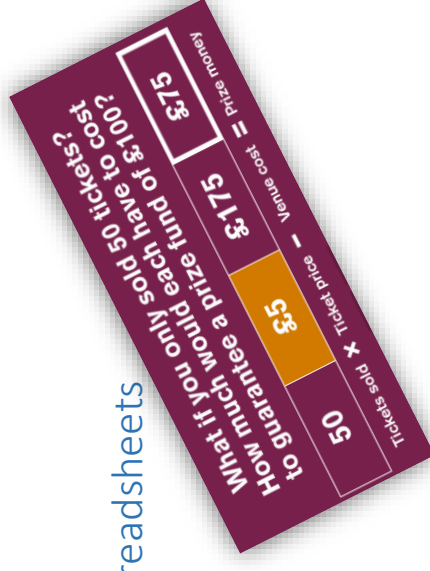 What if you only sold 50 tickets?
How much would each have to cost
to guarantee a prize fund of £100?
50 £5 £175 £75
Tickets sold × Ticket price − Venue cost = Prize money
readsheets